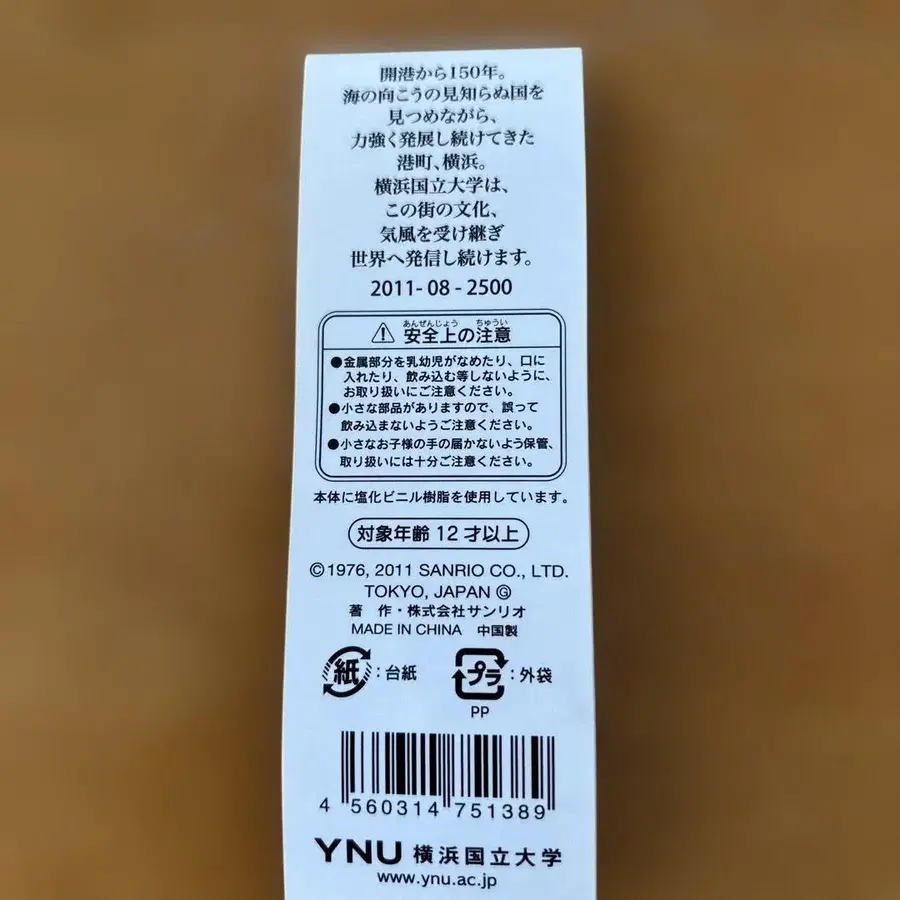 開港から150年。
海の向こうの見知らぬ国を
見つめながら、
力強く発展し続けてきた
港町、横浜。
横浜国立大学は、
この街の文化、
気風を受け継ぎ
世界へ発信し続けます。
2011- 08 - 2500
あんぜんじょう ちゅうい
安全上の注意
●金属部分を乳幼児がなめたり、口に
入れたり、飲み込む等しないように、
お取り扱いにご注意ください。
●小さな部品がありますので、誤って
飲み込まないようご注意ください。
●小さなお子様の手の届かないよう保管、
取り扱いには十分ご注意ください。
本体に塩化ビニル樹脂を使用しています。
対象年齢 12 才以上
©1976, 2011 SANRIO CO., LTD.
TOKYO, JAPAN Ⓖ
著 作・株式会社サンリオ
MADE IN CHINA 中国製
紙：台紙 プラ：外袋
PP
4 560314 751389
YNU 横浜国立大学
www.ynu.ac.jp